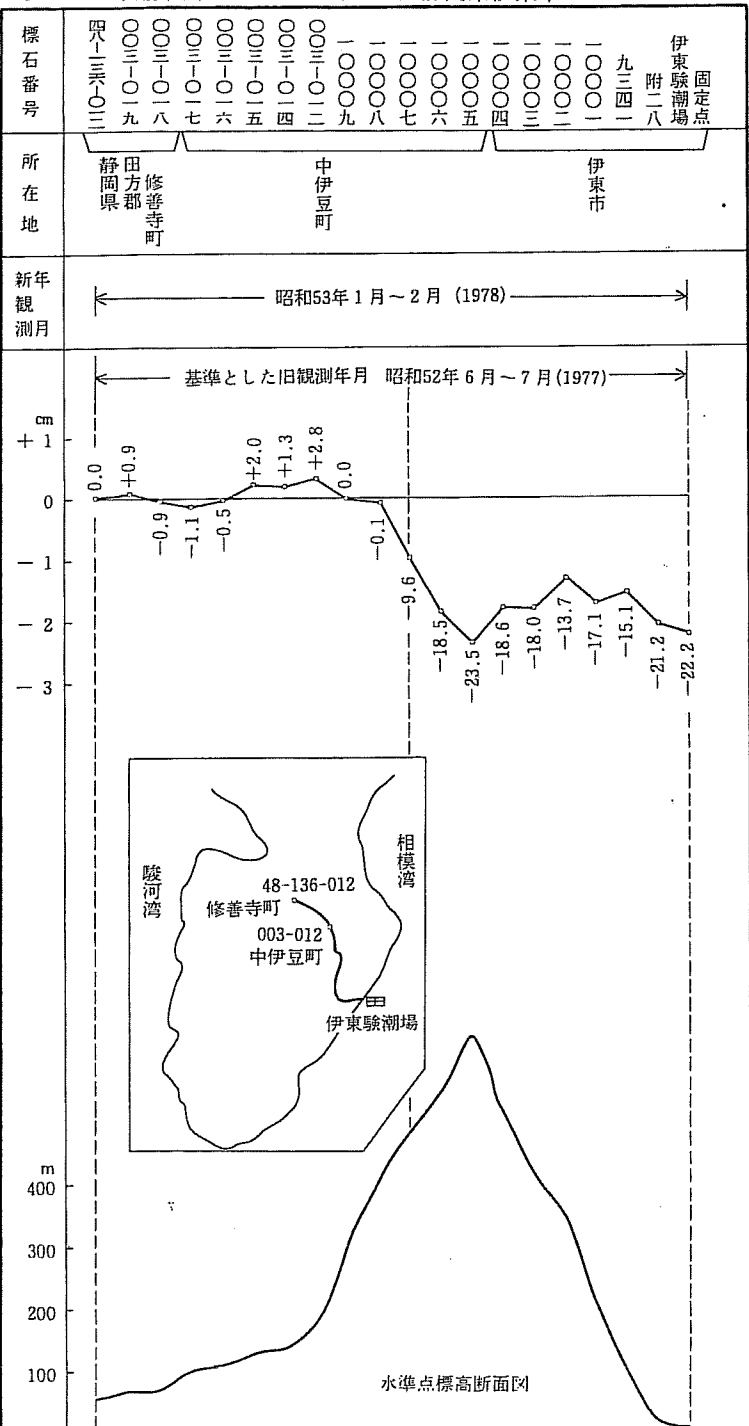 標石番号
四八-一三六-〇一二
〇〇三-〇一九
〇〇三-〇一八
〇〇三-〇一七
〇〇三-〇一六
〇〇三-〇一五
〇〇三-〇一四
〇〇三-〇一二
一〇〇〇九
一〇〇〇八
一〇〇〇七
一〇〇〇六
一〇〇〇五
一〇〇〇四
一〇〇〇三
一〇〇〇二
一〇〇〇一
九三四一
附二八
伊東験潮場
固定点
所在地
静岡県
田方郡
修善寺町
中伊豆町
伊東市
新年
観
測月
昭和53年1月~2月 (1978)
基準とした旧観測年月 昭和52年6月~7月(1977)
cm
+ 1
0
- 1
- 2
- 3
0.0
+0.9
-0.9
-1.1
-0.5
+2.0
+1.3
+2.8
0.0
-0.1
-9.6
-18.5
-23.5
-18.6
-18.0
-13.7
-17.1
-15.1
-21.2
-22.2
駿河湾
相模湾
48-136-012
修善寺町
003-012
中伊豆町
伊東験潮場
m
400
300
200
100
水準点標高断面図